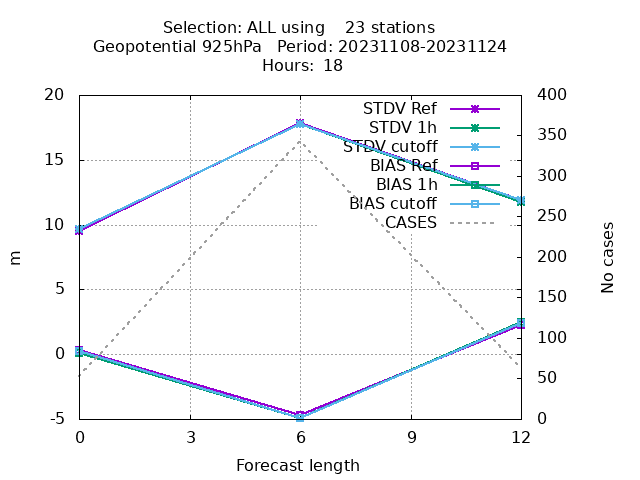 Selection: ALL using    23 stations
Geopotential 925hPa   Period: 20231108-20231124
Hours:  18
20
15
10
5
0
-5
400
350
300
250
200
150
100
50
0
STDV Ref
STDV 1h
STDV cutoff
BIAS Ref
BIAS 1h
BIAS cutoff
CASES
m
No cases
0 3 6 9 12
Forecast length